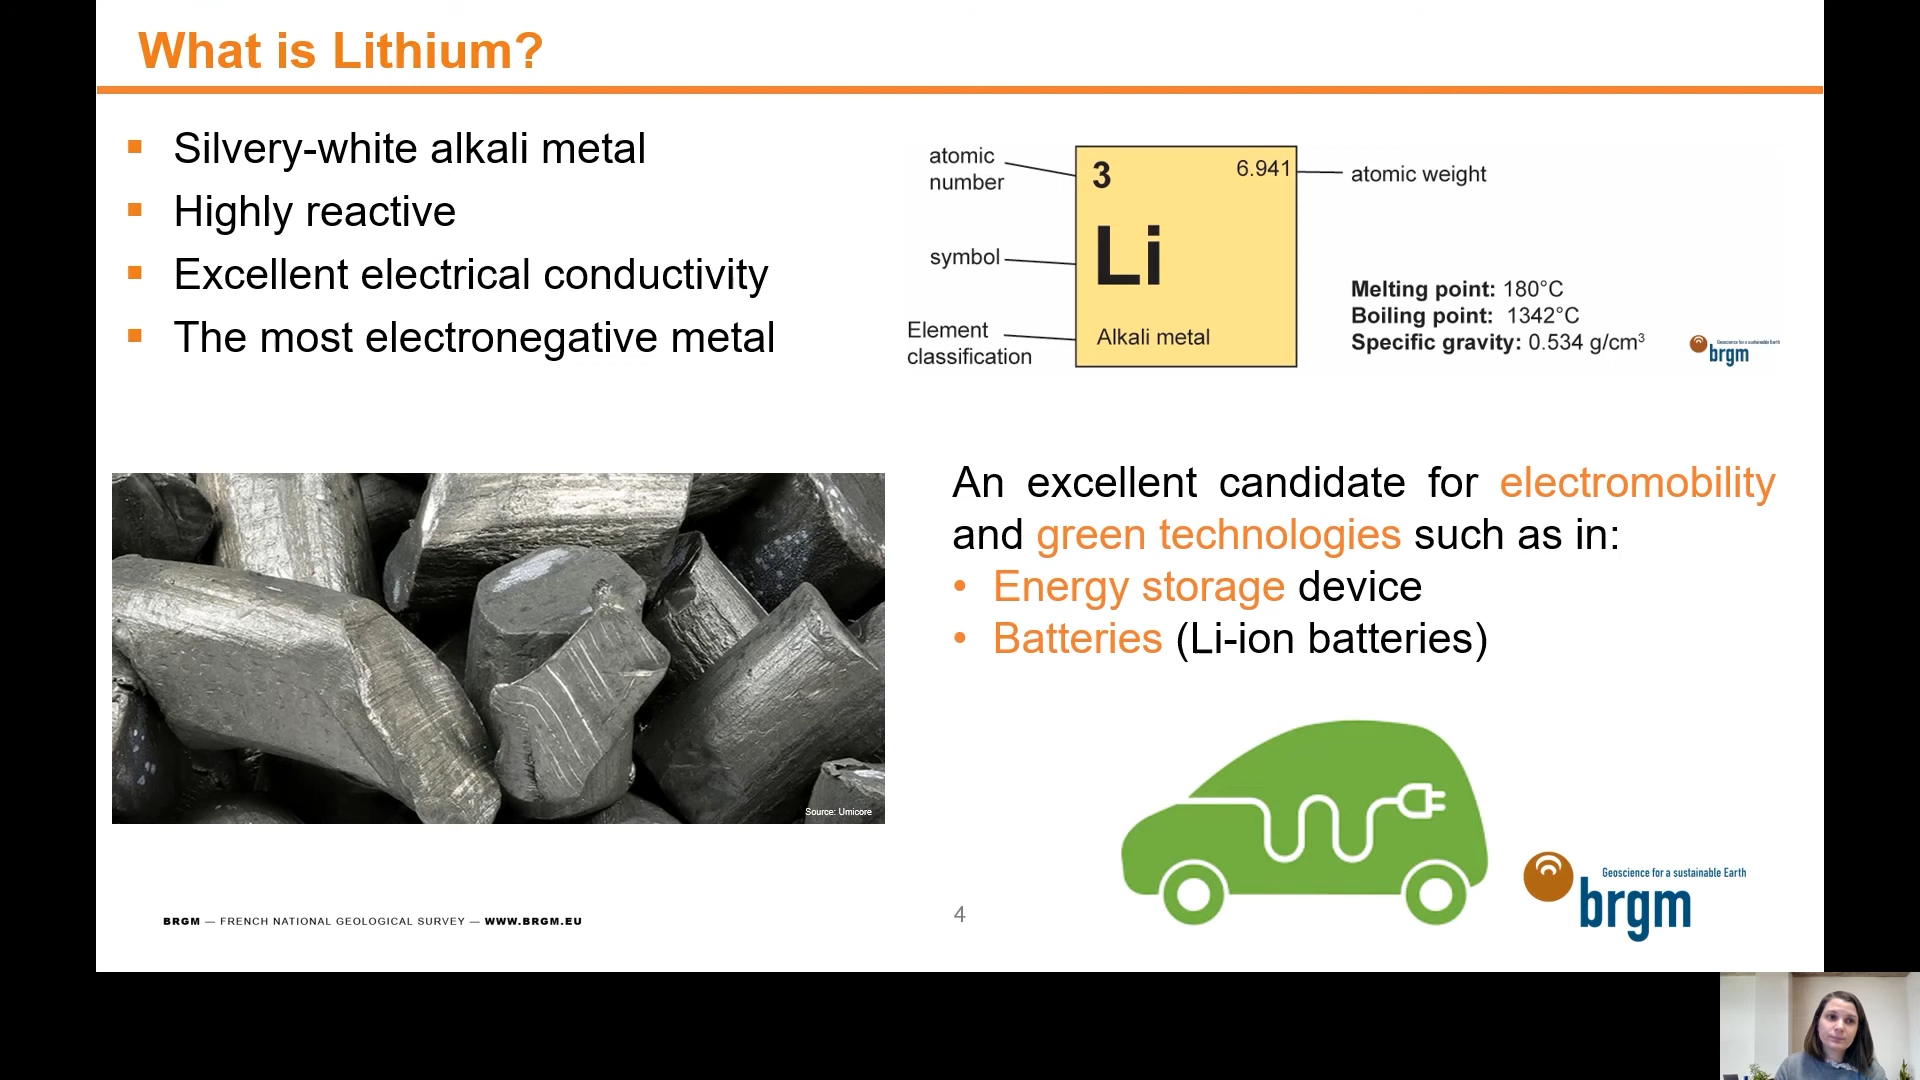 What is Lithium?
Silvery-white alkali metal
Highly reactive
Excellent electrical conductivity
The most electronegative metal
atomic
number
symbol
Element
classification
3
6.941
Li
Alkali metal
atomic weight
Melting point: 180°C
Boiling point: 1342°C
Specific gravity: 0.534 g/cm³
Geoscience for a sustainable Earth
brgm
An excellent candidate for electromobility
and green technologies such as in:
• Energy storage device
• Batteries (Li-ion batteries)
Source: Umicore
Geoscience for a sustainable Earth
brgm
BRGM — FRENCH NATIONAL GEOLOGICAL SURVEY — WWW.BRGM.EU
4